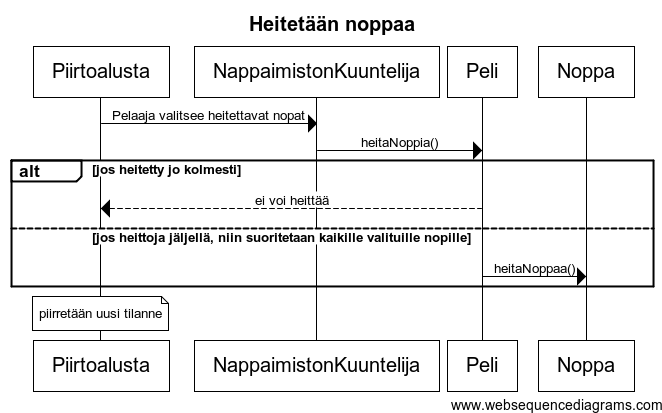 Heitetään noppaa
Piirtoalusta NappaimistonKuuntelija Peli Noppa
Pelaaja valitsee heitettavat nopat
heitaNoppia()
alt [jos heitetty jo kolmesti]
ei voi heittää
[jos heittoja jäljellä, niin suoritetaan kaikille valituille nopille]
heitaNoppaa()
piirretään uusi tilanne
Piirtoalusta NappaimistonKuuntelija Peli Noppa
www.websequencediagrams.com